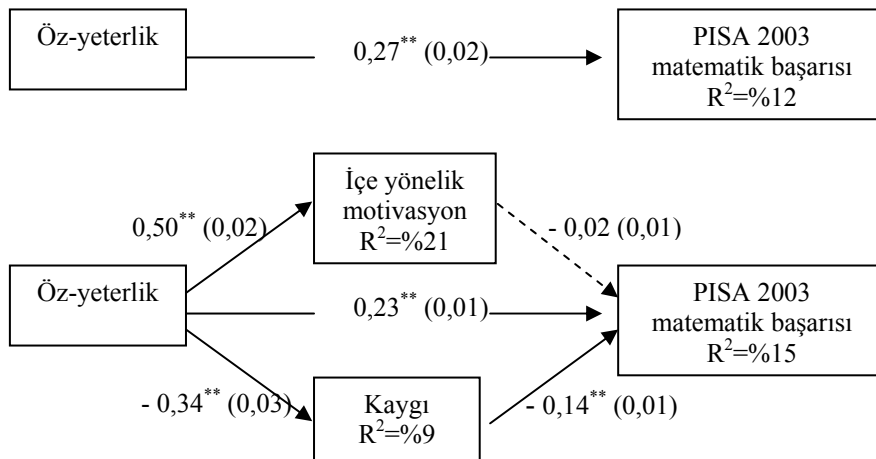 Öz-yeterlik
0,27** (0,02)
PISA 2003
matematik başarısı
R²=%12
İçe yönelik
motivasyon
R²=%21
0,50** (0,02)
- 0,02 (0,01)
Öz-yeterlik
0,23** (0,01)
PISA 2003
matematik başarısı
R²=%15
- 0,34** (0,03)
Kaygı
R²=%9
- 0,14** (0,01)